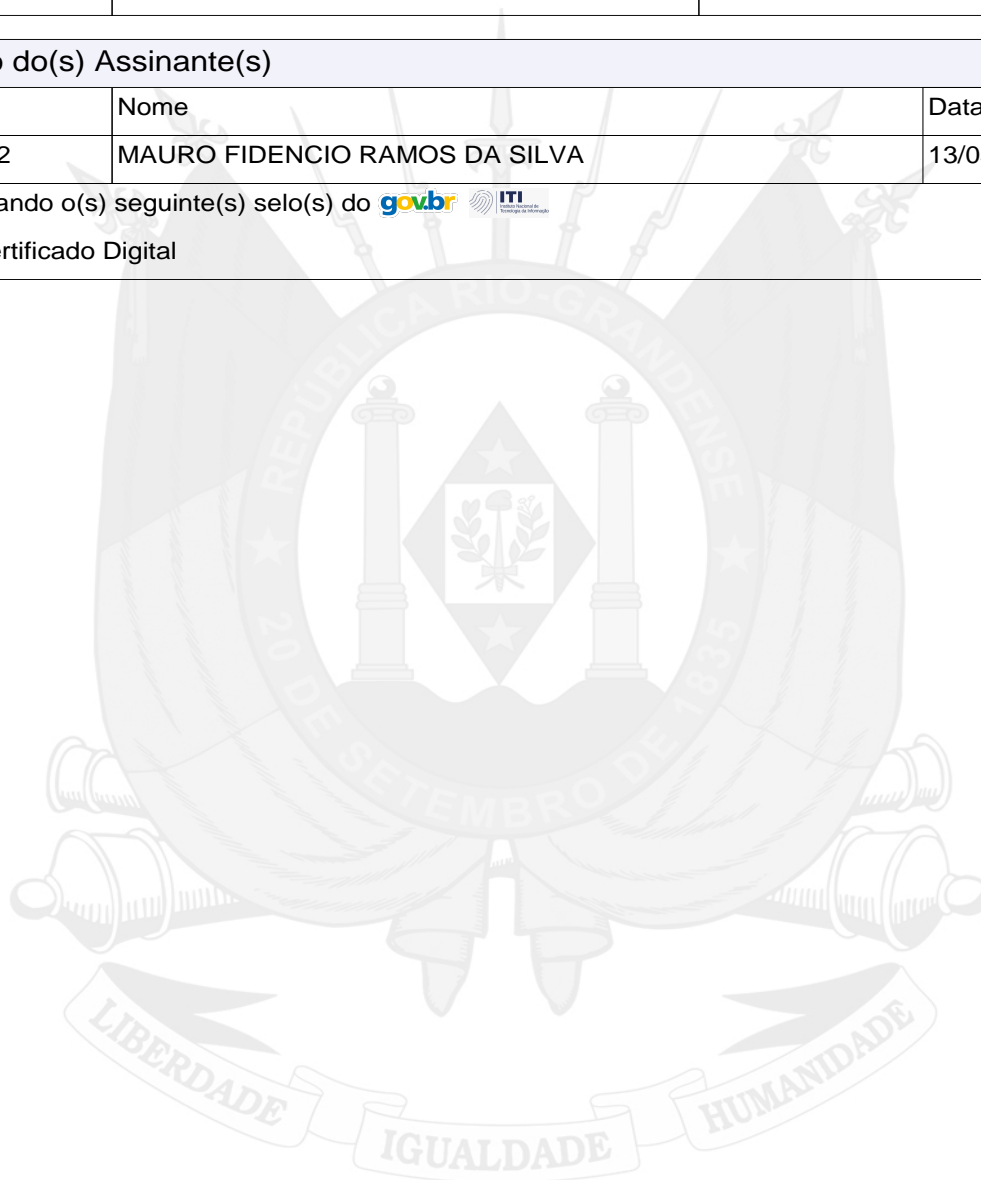 o do(s) Assinante(s)
Nome Data
2 MAURO FIDENCIO RAMOS DA SILVA 13/0
ando o(s) seguinte(s) selo(s) do gov.br ITI
rtificado Digital
REPÚBLICA RIO-GRANDENSE
20 DE SETEMBRO DE 1835
LIBERDADE
IGUALDADE
HUMANIDADE